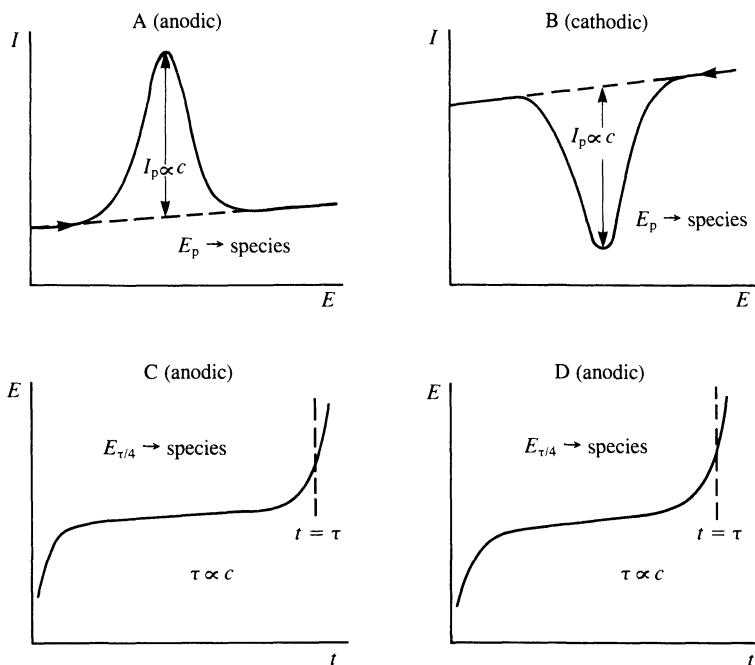 A (anodic)
I
I_p ∝ c
E_p → species
E
B (cathodic)
I
I_p ∝ c
E_p → species
E
C (anodic)
E
E_τ/4 → species
t = τ
τ ∝ c
t
D (anodic)
E
E_τ/4 → species
t = τ
τ ∝ c
t